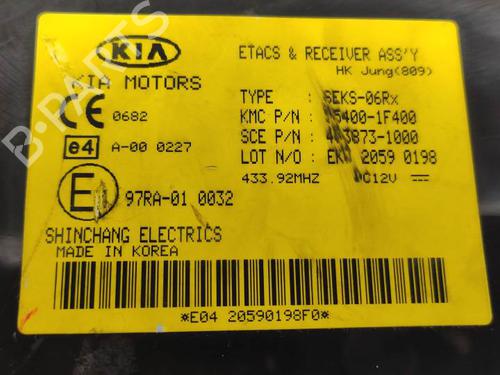 KIA
KIA MOTORS
CE 0682
e4 A-00 0227
E 97RA-01 0032
SHINCHANG ELECTRICS
MADE IN KOREA
ETACS & RECEIVER ASS'Y
HK Jung(809)
TYPE : SEKS-06Rx
KMC P/N : 95400-1F400
SCE P/N : 3873-1000
LOT N/O : EK 2059 0198
433.92MHZ DC12V
*E04 20590198F0*
B-PARTS